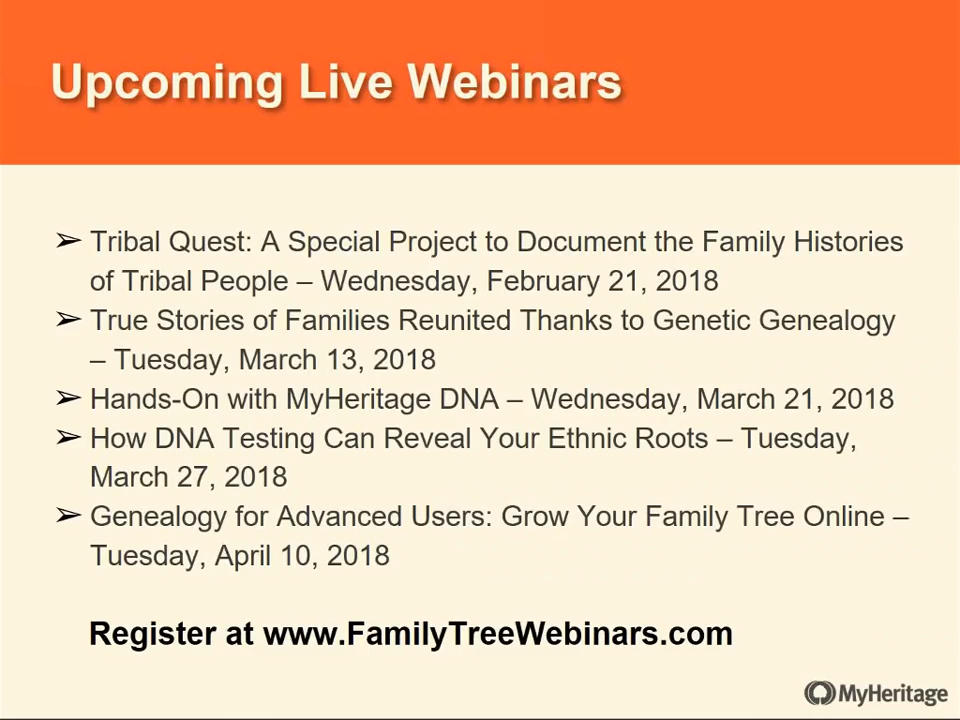 Upcoming Live Webinars
➢ Tribal Quest: A Special Project to Document the Family Histories
of Tribal People – Wednesday, February 21, 2018
➢ True Stories of Families Reunited Thanks to Genetic Genealogy
– Tuesday, March 13, 2018
➢ Hands-On with MyHeritage DNA – Wednesday, March 21, 2018
➢ How DNA Testing Can Reveal Your Ethnic Roots – Tuesday,
March 27, 2018
➢ Genealogy for Advanced Users: Grow Your Family Tree Online –
Tuesday, April 10, 2018
Register at www.FamilyTreeWebinars.com
MyHeritage